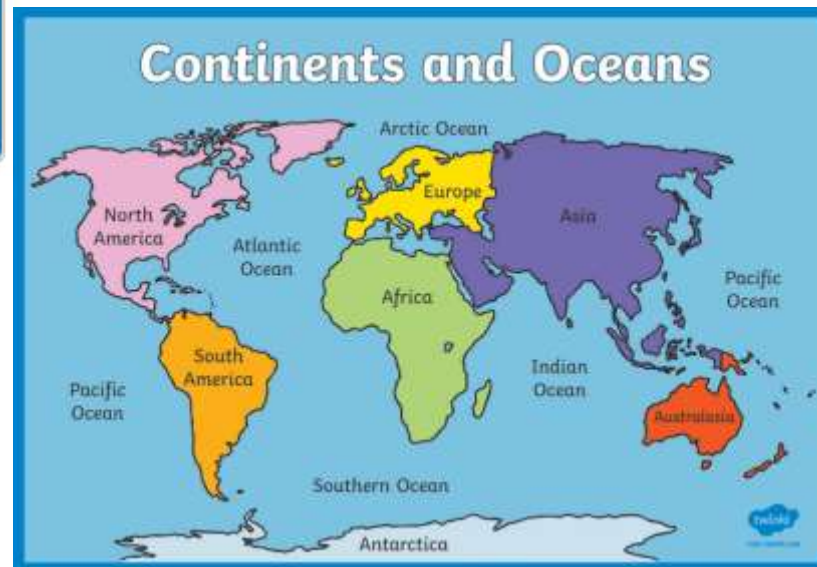 Continents and Oceans
Arctic Ocean
North
America
Europe
Asia
Atlantic
Ocean
Africa
Pacific
Ocean
South
America
Indian
Ocean
Pacific
Ocean
Australasia
Southern Ocean
Antarctica
twinkl